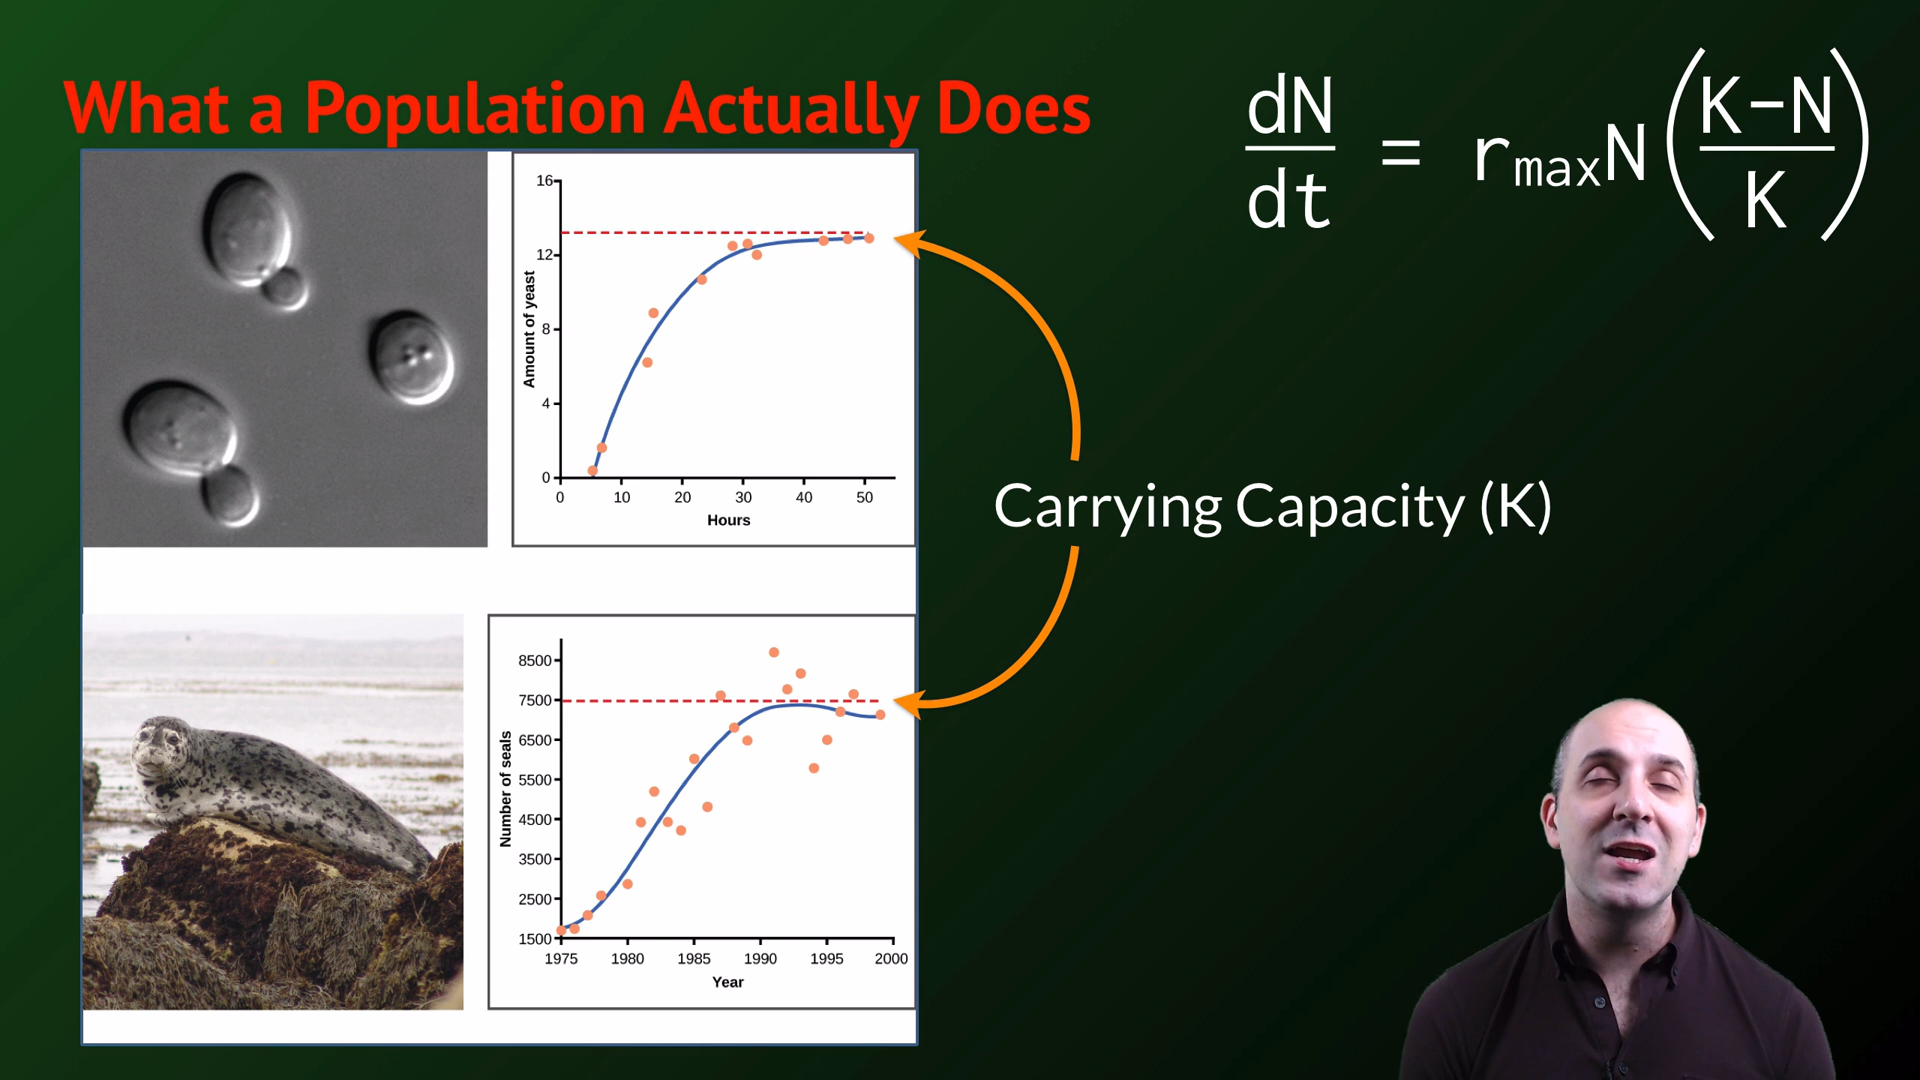 What a Population Actually Does
dN/dt = rmaxN(K−N/K)
16
12
8
4
0
Amount of yeast
0 10 20 30 40 50
Hours
Carrying Capacity (K)
8500
7500
6500
5500
4500
3500
2500
1500
Number of seals
1975 1980 1985 1990 1995 2000
Year